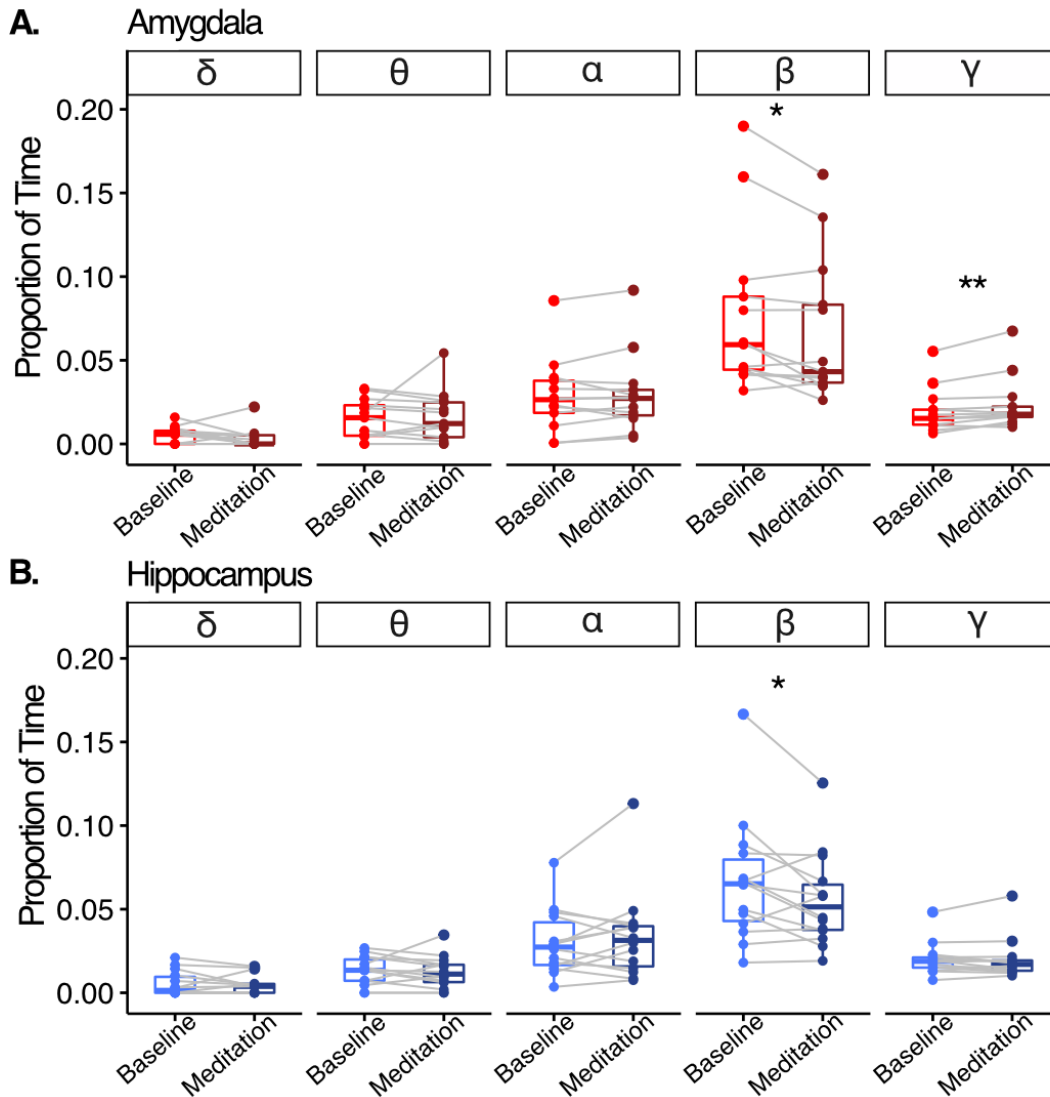 A. Amygdala
δ θ α β γ
Proportion of Time
0.20
0.15
0.10
0.05
0.00
* **
Baseline Meditation Baseline Meditation Baseline Meditation Baseline Meditation Baseline Meditation
B. Hippocampus
δ θ α β γ
Proportion of Time
0.20
0.15
0.10
0.05
0.00
*
Baseline Meditation Baseline Meditation Baseline Meditation Baseline Meditation Baseline Meditation